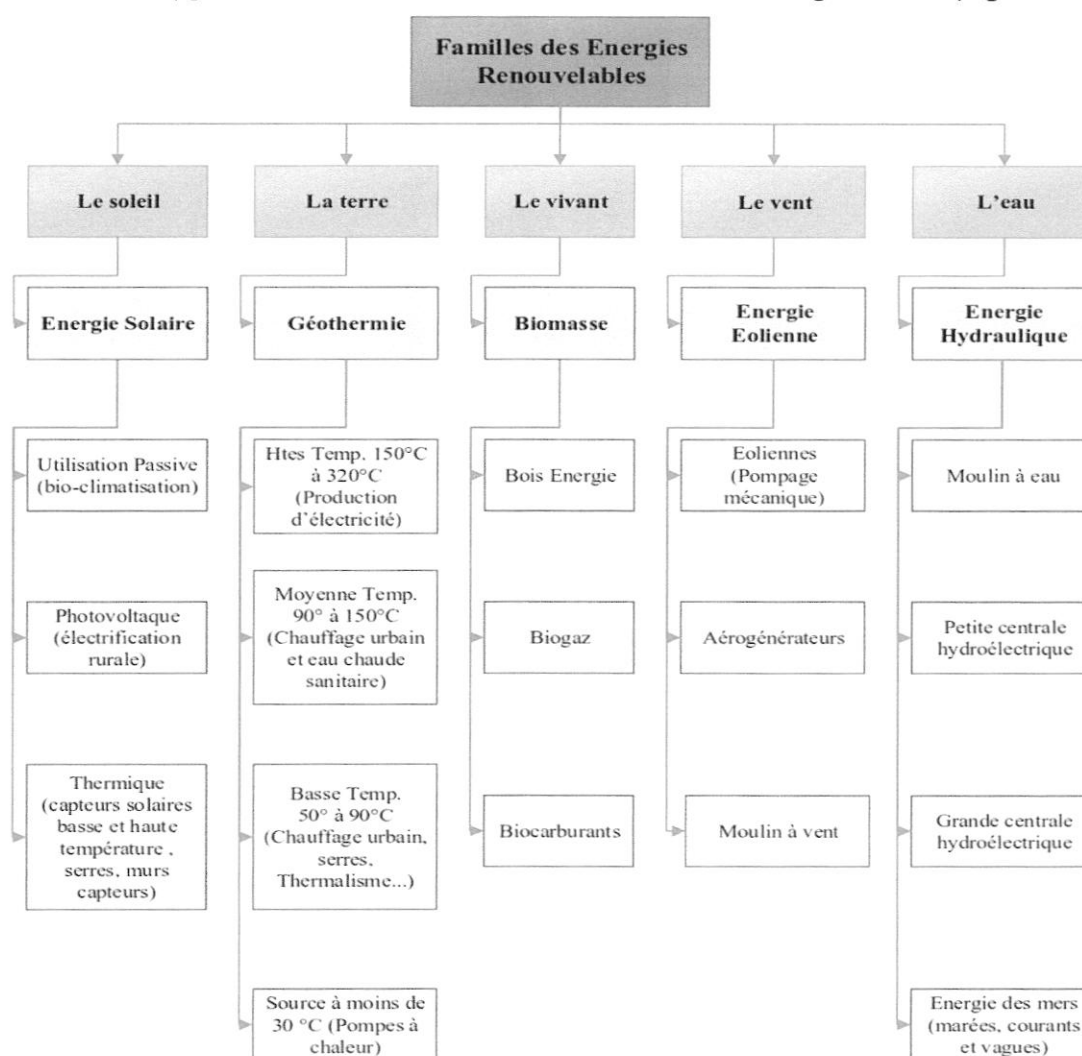 Familles des Energies
Renouvelables
Le soleil
La terre
Le vivant
Le vent
L'eau
Energie Solaire
Géothermie
Biomasse
Energie
Eolienne
Energie
Hydraulique
Utilisation Passive
(bio-climatisation)
Htes Temp. 150°C
à 320°C
(Production
d'électricité)
Bois Energie
Eoliennes
(Pompage
mécanique)
Moulin à eau
Photovoltaque
(électrification
rurale)
Moyenne Temp.
90° à 150°C
(Chauffage urbain
et eau chaude
sanitaire)
Biogaz
Aérogénérateurs
Petite centrale
hydroélectrique
Thermique
(capteurs solaires
basse et haute
température ,
serres, murs
capteurs)
Basse Temp.
50° à 90°C
(Chauffage urbain,
serres,
Thermalisme...)
Biocarburants
Moulin à vent
Grande centrale
hydroélectrique
Source à moins de
30 °C (Pompes à
chaleur)
Energie des mers
(marées, courants
et vagues)